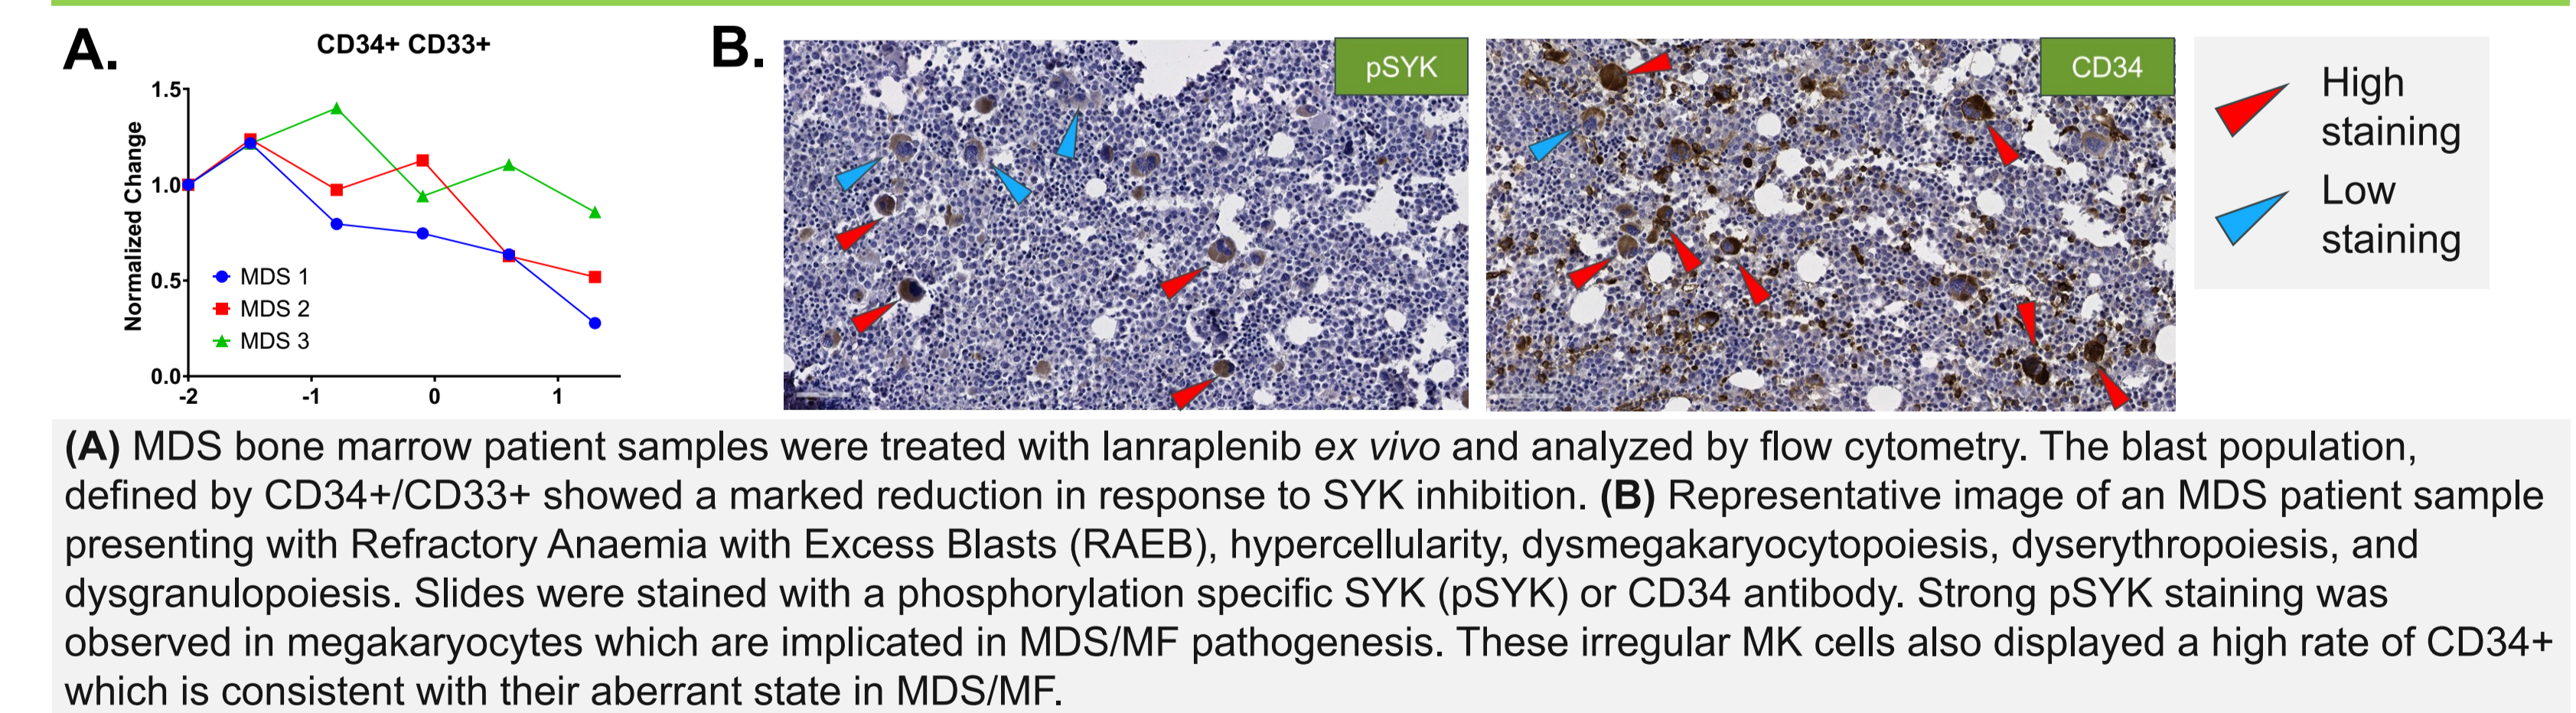 A.
CD34+ CD33+
Normalized Change
1.5
1.0
0.5
0.0
-2
-1
0
1
MDS 1
MDS 2
MDS 3
B.
pSYK
CD34
High
staining
Low
staining
(A) MDS bone marrow patient samples were treated with lanraplenib ex vivo and analyzed by flow cytometry. The blast population,
defined by CD34+/CD33+ showed a marked reduction in response to SYK inhibition. (B) Representative image of an MDS patient sample
presenting with Refractory Anaemia with Excess Blasts (RAEB), hypercellularity, dysmegakaryocytopoiesis, dyserythropoiesis, and
dysgranulopoiesis. Slides were stained with a phosphorylation specific SYK (pSYK) or CD34 antibody. Strong pSYK staining was
observed in megakaryocytes which are implicated in MDS/MF pathogenesis. These irregular MK cells also displayed a high rate of CD34+
which is consistent with their aberrant state in MDS/MF.